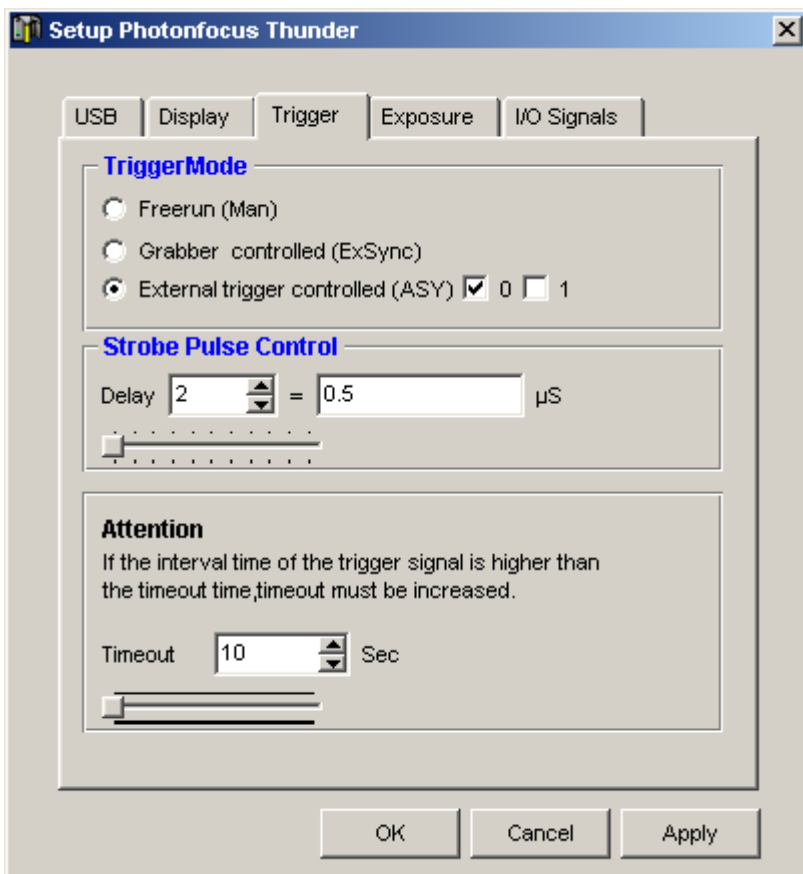 Setup Photonfocus Thunder
USB Display Trigger Exposure I/O Signals
TriggerMode
Freerun (Man)
Grabber controlled (ExSync)
External trigger controlled (ASY) 0 1
Strobe Pulse Control
Delay 2 = 0.5 µS
Attention
If the interval time of the trigger signal is higher than
the timeout time,timeout must be increased.
Timeout 10 Sec
OK Cancel Apply